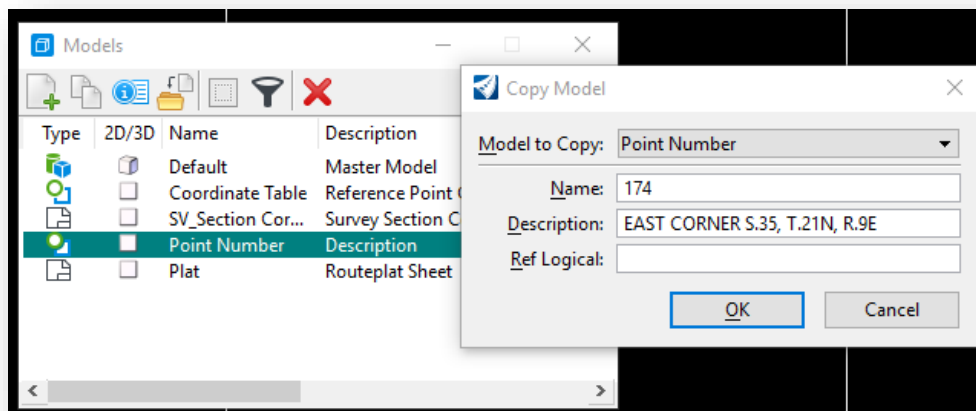 Models
Type 2D/3D Name Description
Default Master Model
Coordinate Table Reference Point
SV_Section Cor... Survey Section C
Point Number Description
Plat Routeplat Sheet
Copy Model
Model to Copy: Point Number
Name: 174
Description: EAST CORNER S.35, T.21N, R.9E
Ref Logical:
OK Cancel